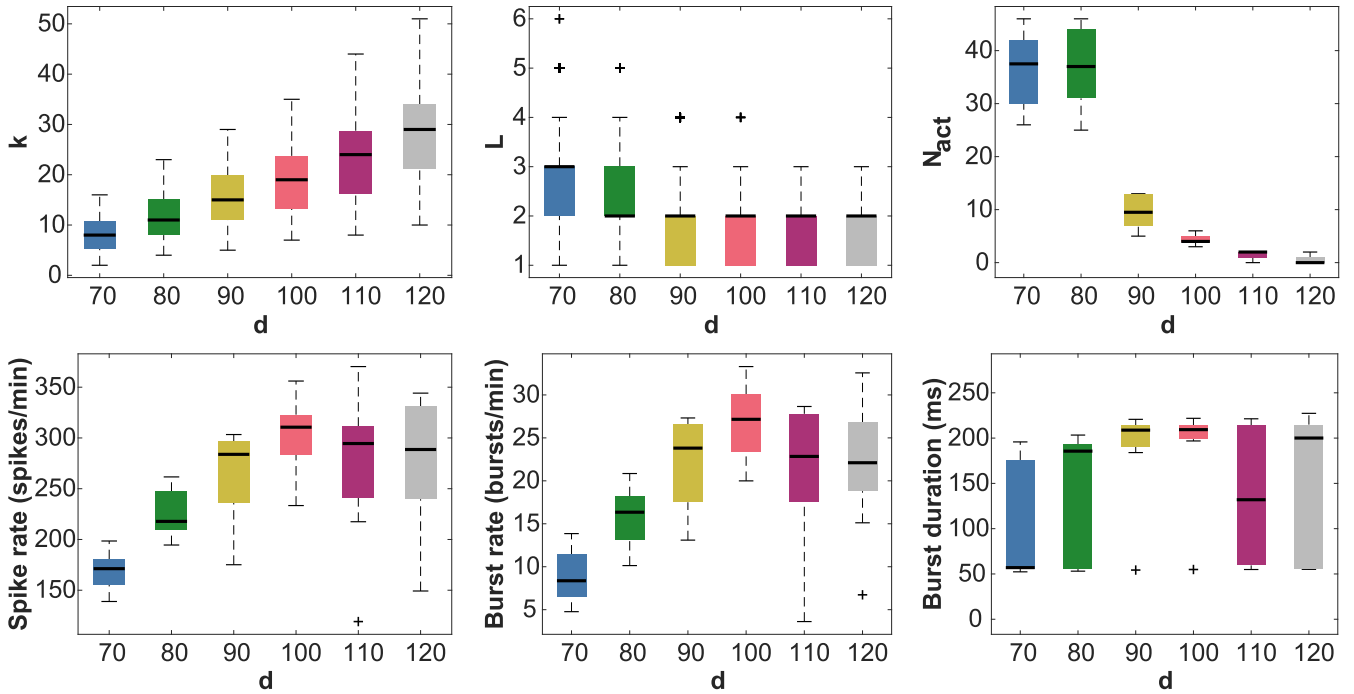 k
50
40
30
20
10
0
70 80 90 100 110 120
d
L
6
5
4
3
2
1
70 80 90 100 110 120
d
N_act
40
30
20
10
0
70 80 90 100 110 120
d
Spike rate (spikes/min)
350
300
250
200
150
70 80 90 100 110 120
d
Burst rate (bursts/min)
30
25
20
15
10
5
70 80 90 100 110 120
d
Burst duration (ms)
250
200
150
100
50
0
70 80 90 100 110 120
d